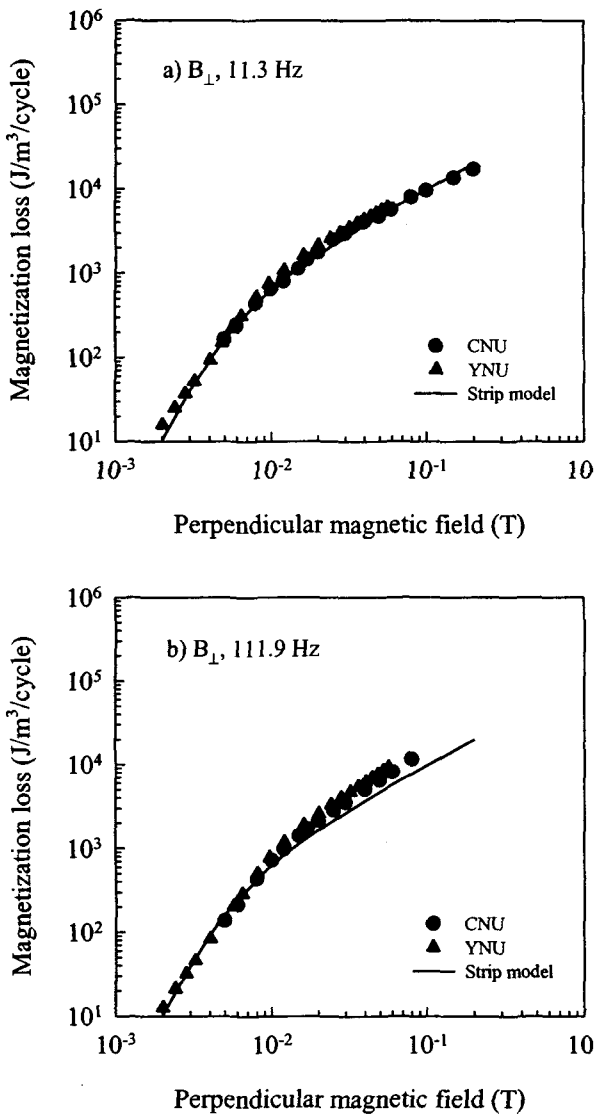 10⁶
a) B⊥, 11.3 Hz
10⁵
10⁴
10³
10²
10¹
Magnetization loss (J/m³/cycle)
CNU
YNU
Strip model
10⁻³
10⁻²
10⁻¹
10
Perpendicular magnetic field (T)
10⁶
b) B⊥, 111.9 Hz
10⁵
10⁴
10³
10²
10¹
Magnetization loss (J/m³/cycle)
CNU
YNU
Strip model
10⁻³
10⁻²
10⁻¹
10
Perpendicular magnetic field (T)